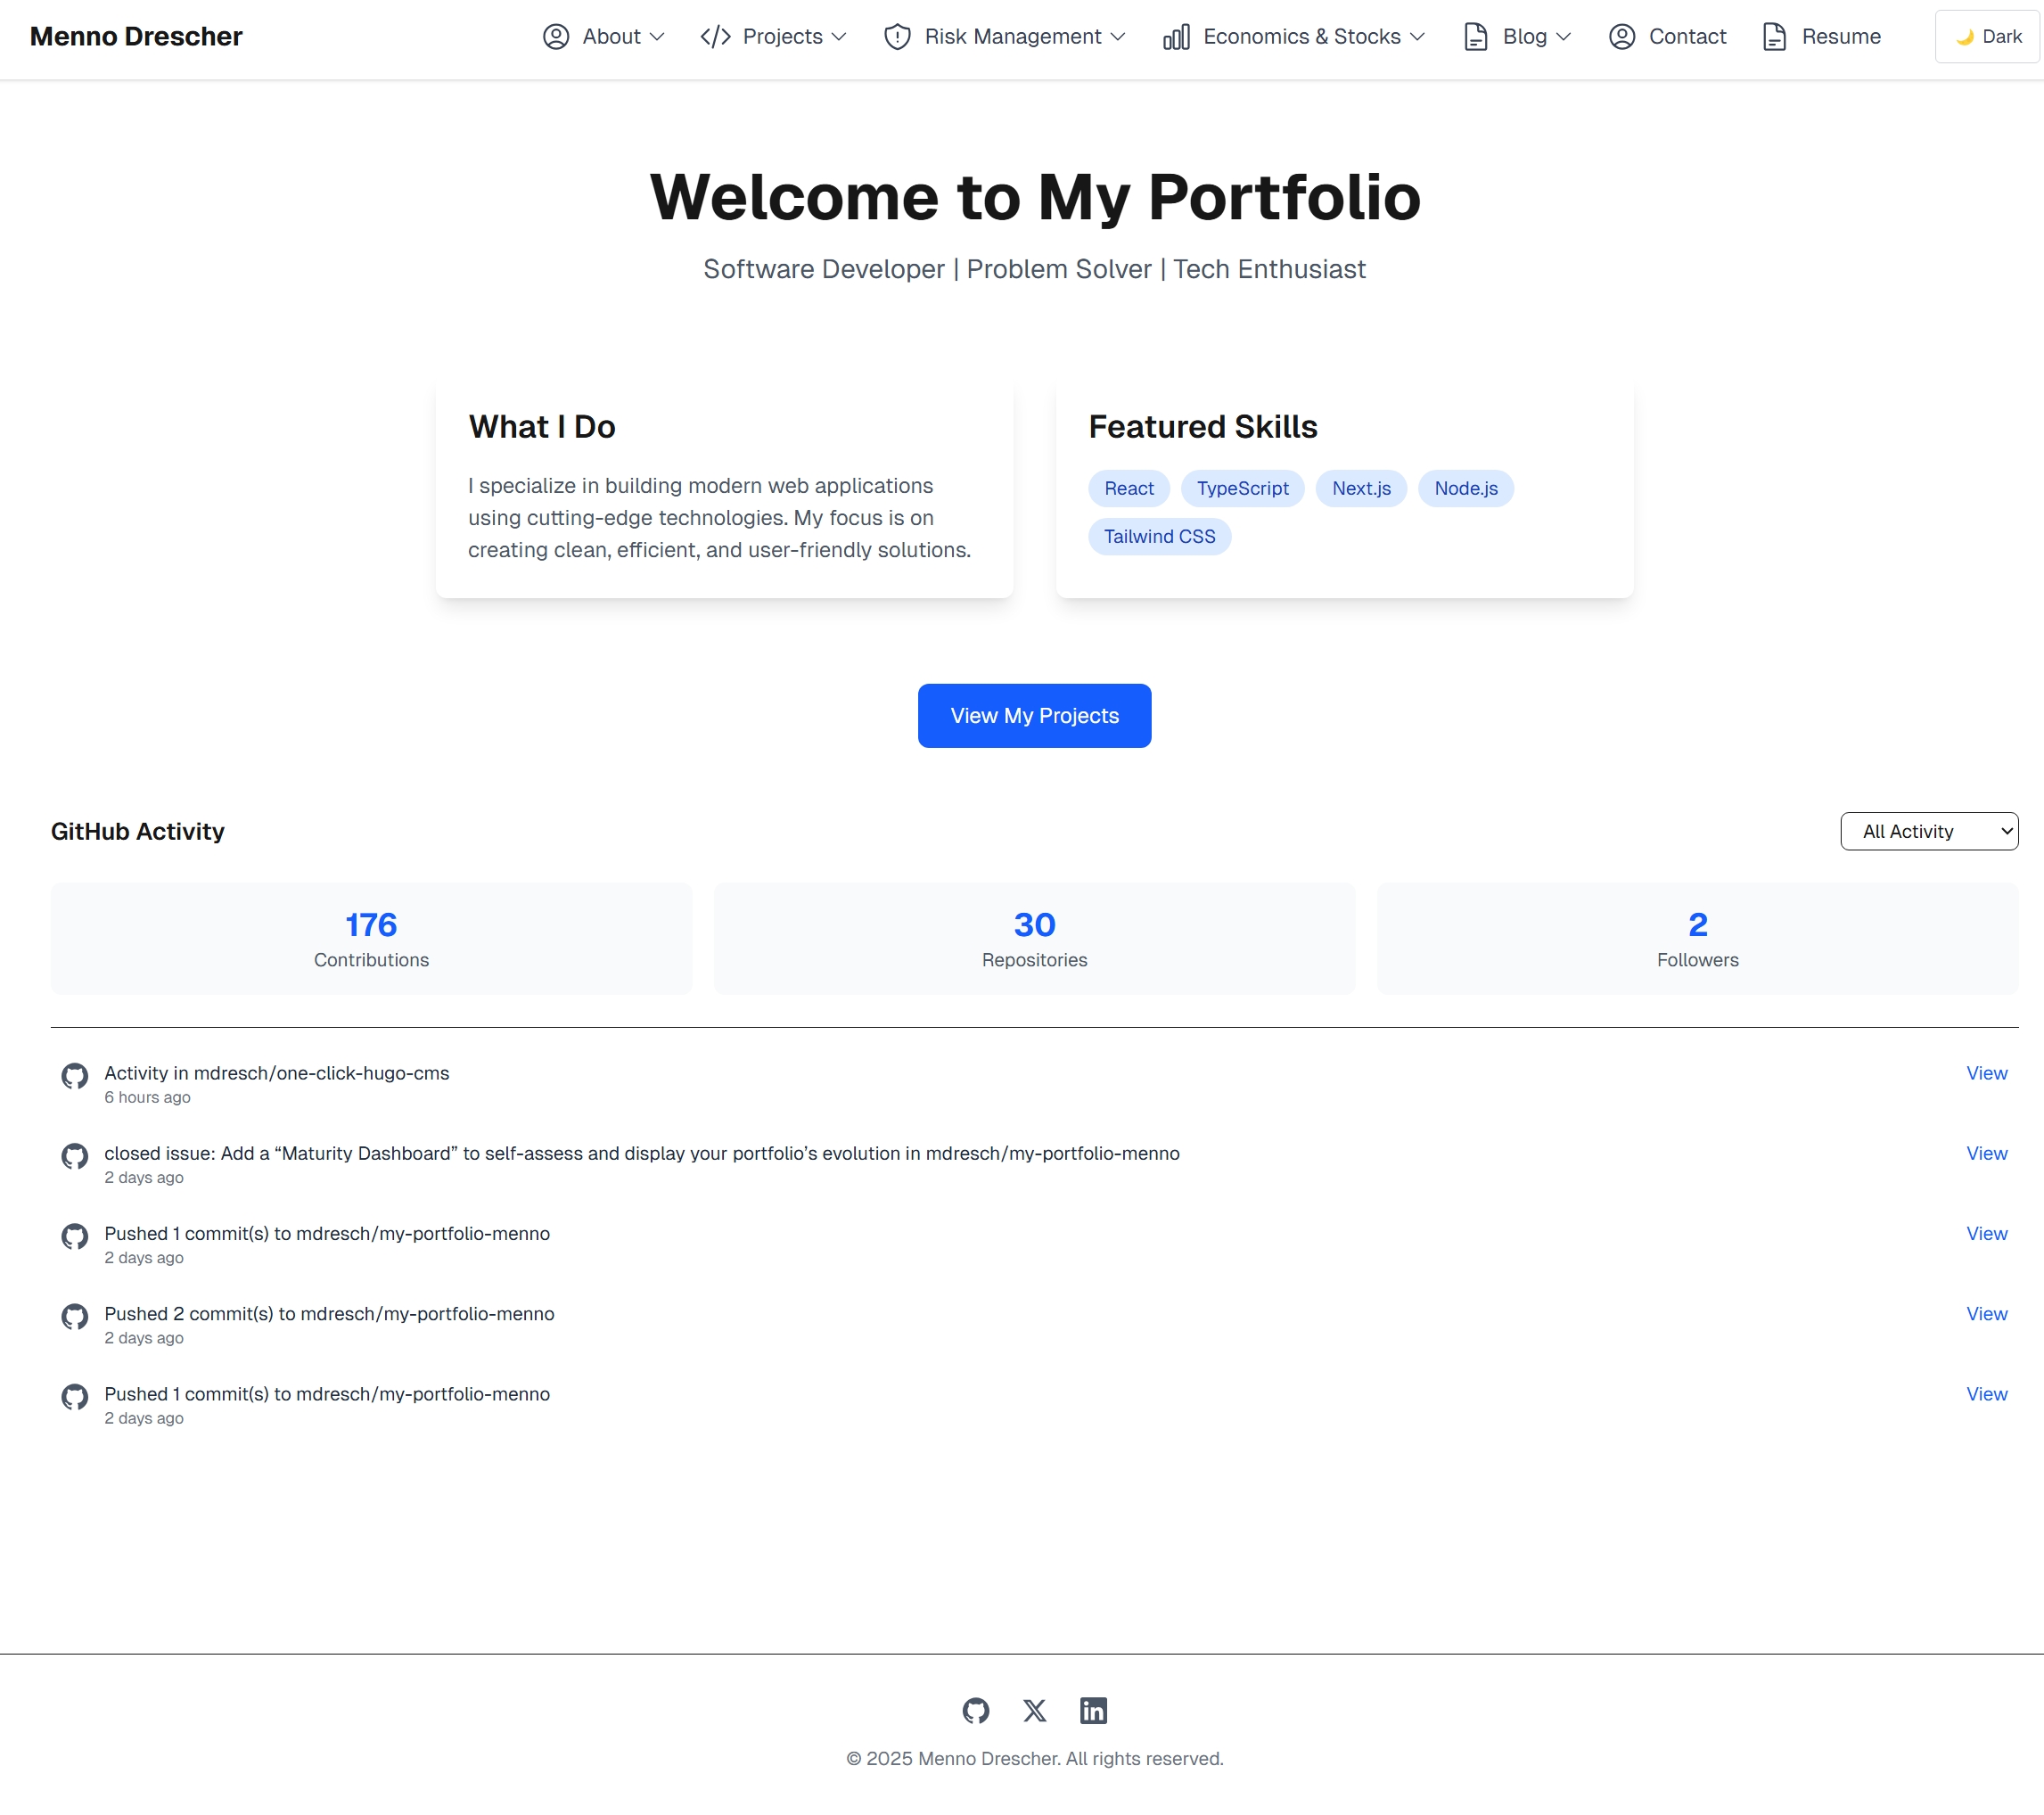 Menno Drescher
About
Projects
Risk Management
Economics & Stocks
Blog
Contact
Resume
🌙 Dark
Welcome to My Portfolio
Software Developer | Problem Solver | Tech Enthusiast
What I Do
I specialize in building modern web applications
using cutting-edge technologies. My focus is on
creating clean, efficient, and user-friendly solutions.
Featured Skills
React
TypeScript
Next.js
Node.js
Tailwind CSS
View My Projects
GitHub Activity
All Activity
176
Contributions
30
Repositories
2
Followers
Activity in mdresch/one-click-hugo-cms
View
6 hours ago
closed issue: Add a “Maturity Dashboard” to self-assess and display your portfolio’s evolution in mdresch/my-portfolio-menno
View
2 days ago
Pushed 1 commit(s) to mdresch/my-portfolio-menno
View
2 days ago
Pushed 2 commit(s) to mdresch/my-portfolio-menno
View
2 days ago
Pushed 1 commit(s) to mdresch/my-portfolio-menno
View
2 days ago
© 2025 Menno Drescher. All rights reserved.